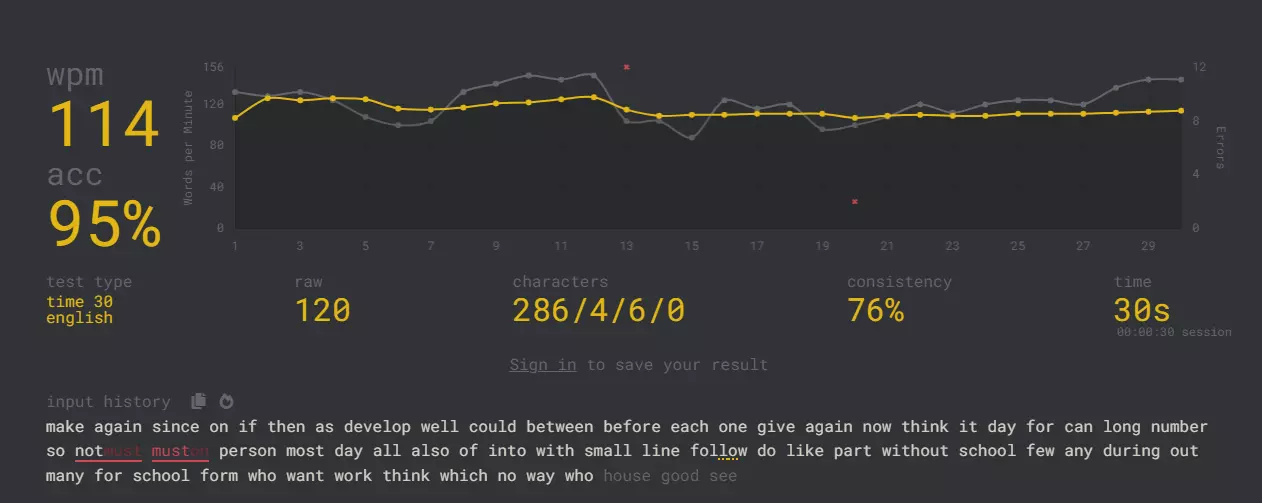 wpm
114
acc
95%
Words per Minute
156
120
80
40
0
12
8
4
0
Errors
1 3 5 7 9 11 13 15 17 19 21 23 25 27 29
test type
time 30
english
raw
120
characters
286/4/6/0
consistency
76%
time
30s
00:00:30 session
Sign in to save your result
input history
make again since on if then as develop well could between before each one give again now think it day for can long number
so notmust muston person most day all also of into with small line follow do like part without school few any during out
many for school form who want work think which no way who house good see